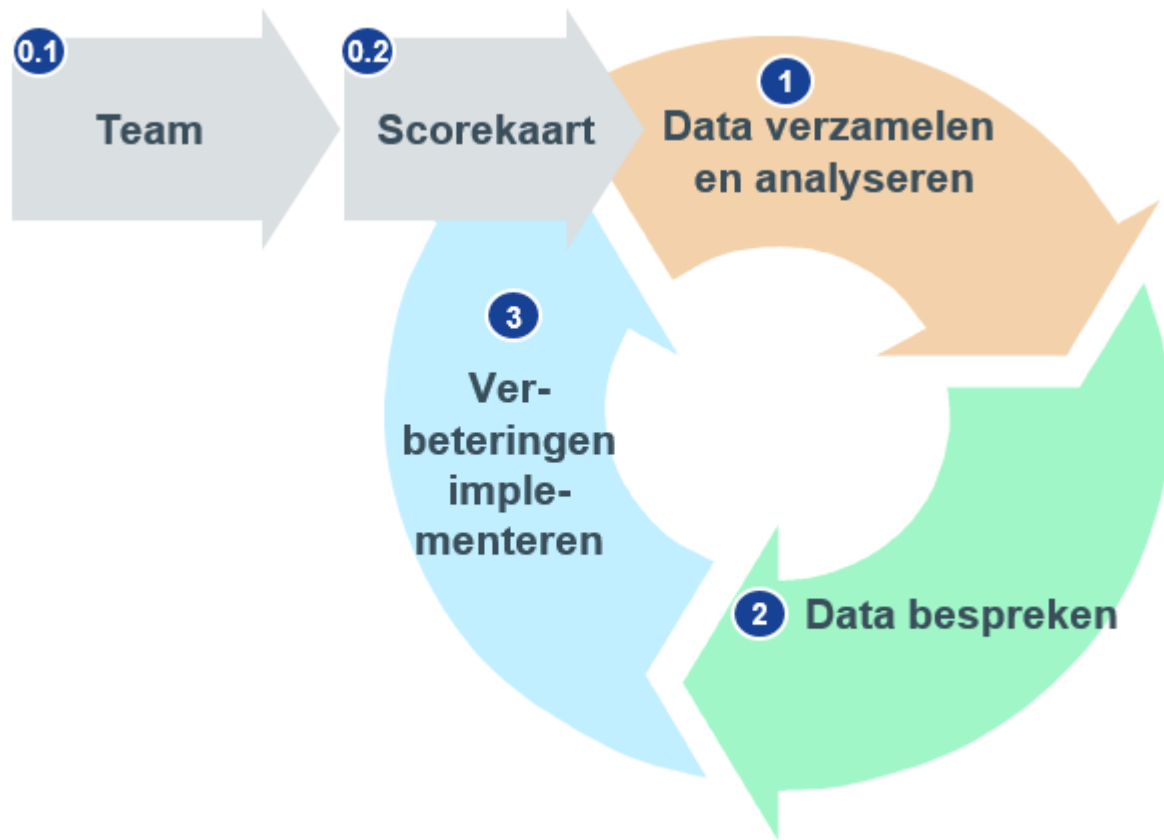 0.1
Team
0.2
Scorekaart
1
Data verzamelen
en analyseren
2
Data bespreken
3
Ver-
beteringen
imple-
menteren